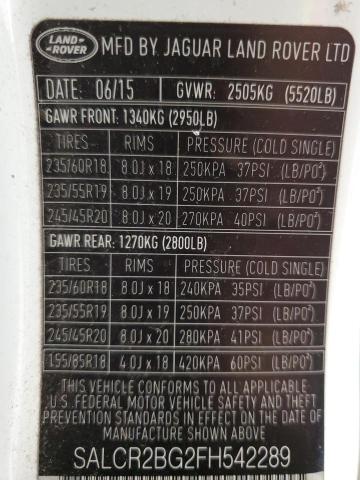 LAND
ROVER
MFD BY JAGUAR LAND ROVER LTD
DATE: 06/15 GVWR: 2505KG (5520LB)
GAWR FRONT: 1340KG (2950LB)
TIRES RIMS PRESSURE (COLD SINGLE)
235/60R18 8.0J x 18 250KPA 37PSI (LB/PO²)
235/55R19 8.0J x 19 250KPA 37PSI (LB/PO²)
245/45R20 8.0J x 20 270KPA 40PSI (LB/PO²)
GAWR REAR: 1270KG (2800LB)
TIRES RIMS PRESSURE (COLD SINGLE)
235/60R18 8.0J x 18 240KPA 35PSI (LB/PO²)
235/55R19 8.0J x 19 250KPA 37PSI (LB/PO²)
245/45R20 8.0J x 20 280KPA 41PSI (LB/PO²)
155/85R18 4.0J x 18 420KPA 60PSI (LB/PO²)
THIS VEHICLE CONFORMS TO ALL APPLICABLE
U.S. FEDERAL MOTOR VEHICLE SAFETY AND THEFT
PREVENTION STANDARDS IN EFFECT ON THE DATE OF
MANUFACTURE SHOWN ABOVE
SALCR2BG2FH542289